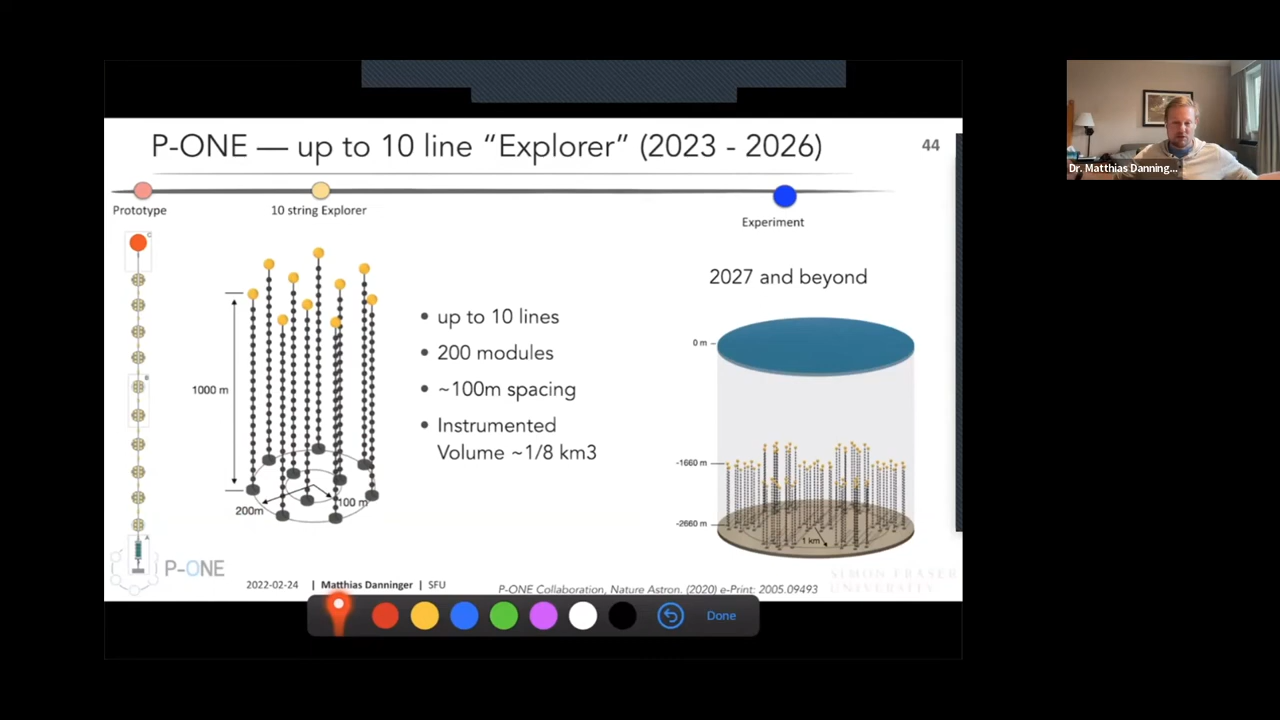 P-ONE — up to 10 line “Explorer” (2023 - 2026)
44
Prototype
10 string Explorer
Experiment
C
B
A
1000 m
200m
100 m
• up to 10 lines
• 200 modules
• ~100m spacing
• Instrumented
Volume ~1/8 km3
2027 and beyond
0 m
-1660 m
-2660 m
1 km
P-ONE
2022-02-24 | Matthias Danninger | SFU
P-ONE Collaboration, Nature Astron. (2020) e-Print: 2005.09493
SIMON FRASER
UNIVERSITY
Done
Dr. Matthias Danning...